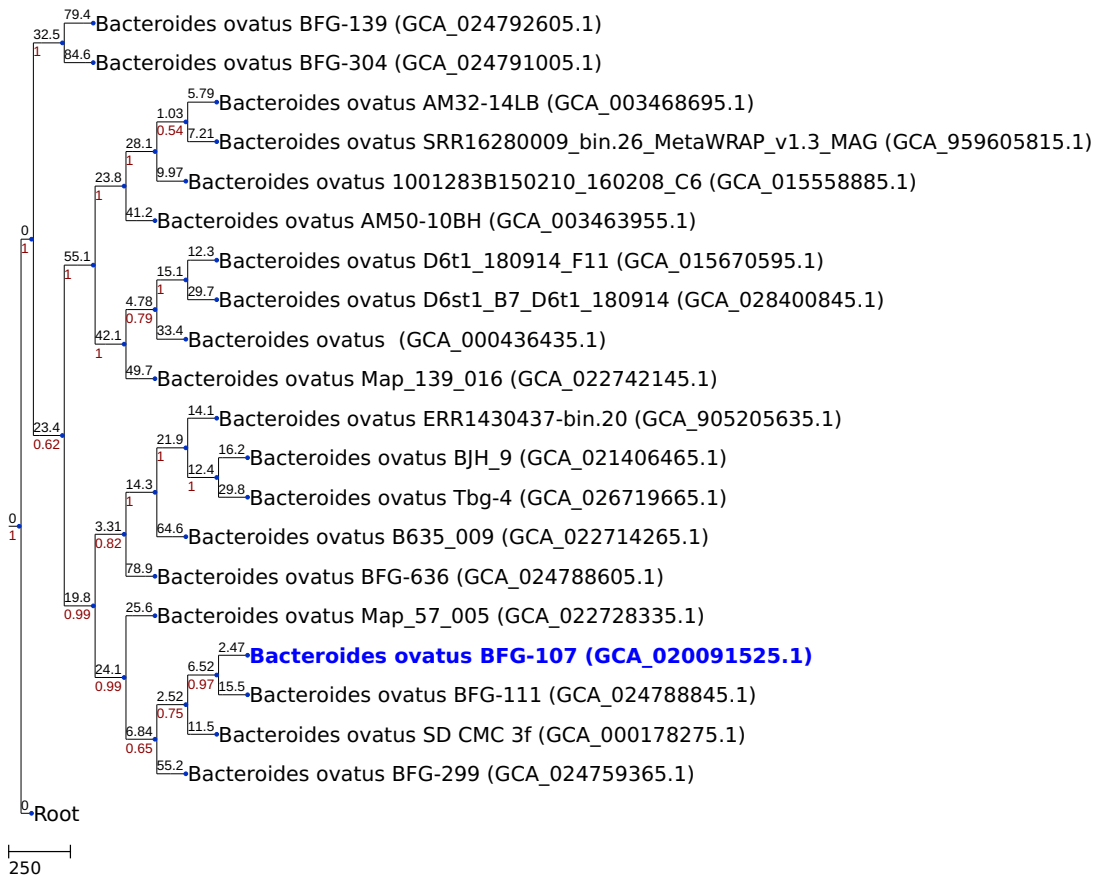 79.4
Bacteroides ovatus BFG-139 (GCA_024792605.1)
32.5
1
84.6
Bacteroides ovatus BFG-304 (GCA_024791005.1)
5.79
Bacteroides ovatus AM32-14LB (GCA_003468695.1)
1.03
0.54
7.21
Bacteroides ovatus SRR16280009_bin.26_MetaWRAP_v1.3_MAG (GCA_959605815.1)
28.1
1
9.97
Bacteroides ovatus 1001283B150210_160208_C6 (GCA_015558885.1)
23.8
1
41.2
Bacteroides ovatus AM50-10BH (GCA_003463955.1)
0
1
55.1
1
12.3
Bacteroides ovatus D6t1_180914_F11 (GCA_015670595.1)
15.1
1
29.7
Bacteroides ovatus D6st1_B7_D6t1_180914 (GCA_028400845.1)
4.78
0.79
33.4
Bacteroides ovatus  (GCA_000436435.1)
42.1
1
49.7
Bacteroides ovatus Map_139_016 (GCA_022742145.1)
14.1
Bacteroides ovatus ERR1430437-bin.20 (GCA_905205635.1)
23.4
0.62
21.9
1
16.2
Bacteroides ovatus BJH_9 (GCA_021406465.1)
12.4
1
29.8
Bacteroides ovatus Tbg-4 (GCA_026719665.1)
14.3
1
64.6
Bacteroides ovatus B635_009 (GCA_022714265.1)
0
1
3.31
0.82
78.9
Bacteroides ovatus BFG-636 (GCA_024788605.1)
19.8
0.99
25.6
Bacteroides ovatus Map_57_005 (GCA_022728335.1)
2.47
Bacteroides ovatus BFG-107 (GCA_020091525.1)
24.1
0.99
6.52
0.97
15.5
Bacteroides ovatus BFG-111 (GCA_024788845.1)
2.52
0.75
11.5
Bacteroides ovatus SD CMC 3f (GCA_000178275.1)
6.84
0.65
55.2
Bacteroides ovatus BFG-299 (GCA_024759365.1)
0
Root
250